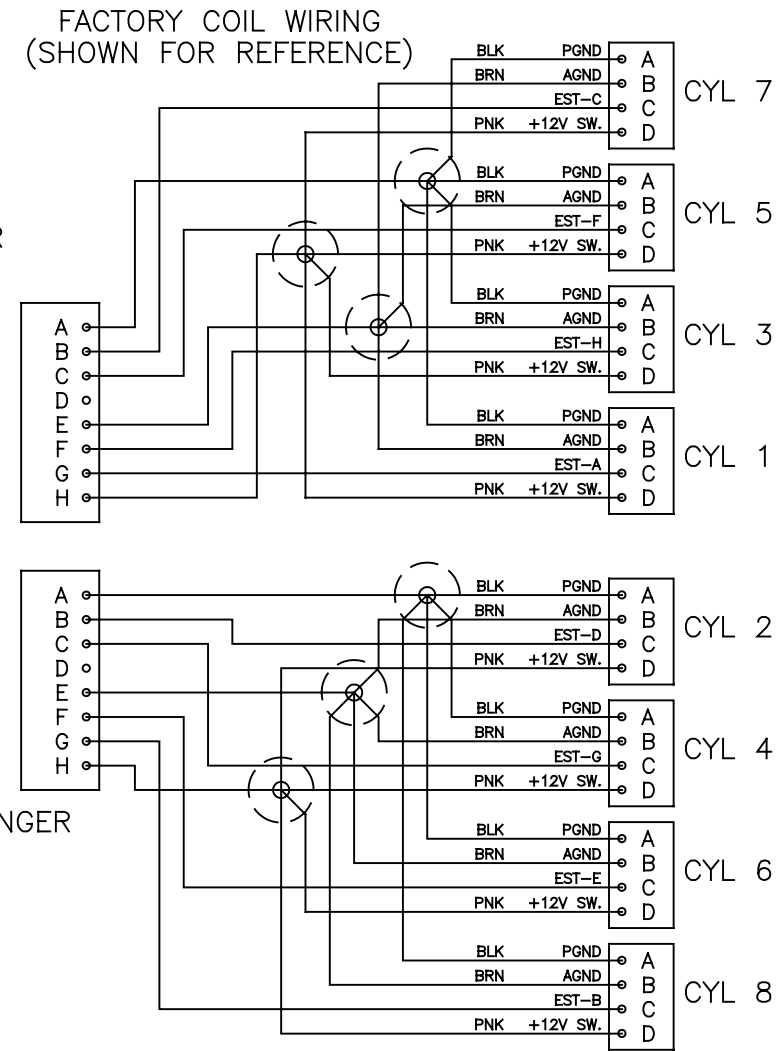 FACTORY COIL WIRING
(SHOWN FOR REFERENCE)
BLK PGND A
BRN AGND B
EST-C C
PNK +12V SW. D
CYL 7
BLK PGND A
BRN AGND B
EST-F C
PNK +12V SW. D
CYL 5
R
BLK PGND A
BRN AGND B
EST-H C
PNK +12V SW. D
CYL 3
BLK PGND A
BRN AGND B
EST-A C
PNK +12V SW. D
CYL 1
A
B
C
D
E
F
G
H
BLK PGND A
BRN AGND B
EST-D C
PNK +12V SW. D
CYL 2
BLK PGND A
BRN AGND B
EST-G C
PNK +12V SW. D
CYL 4
A
B
C
D
E
F
G
H
NGER
BLK PGND A
BRN AGND B
EST-E C
PNK +12V SW. D
CYL 6
BLK PGND A
BRN AGND B
EST-B C
PNK +12V SW. D
CYL 8